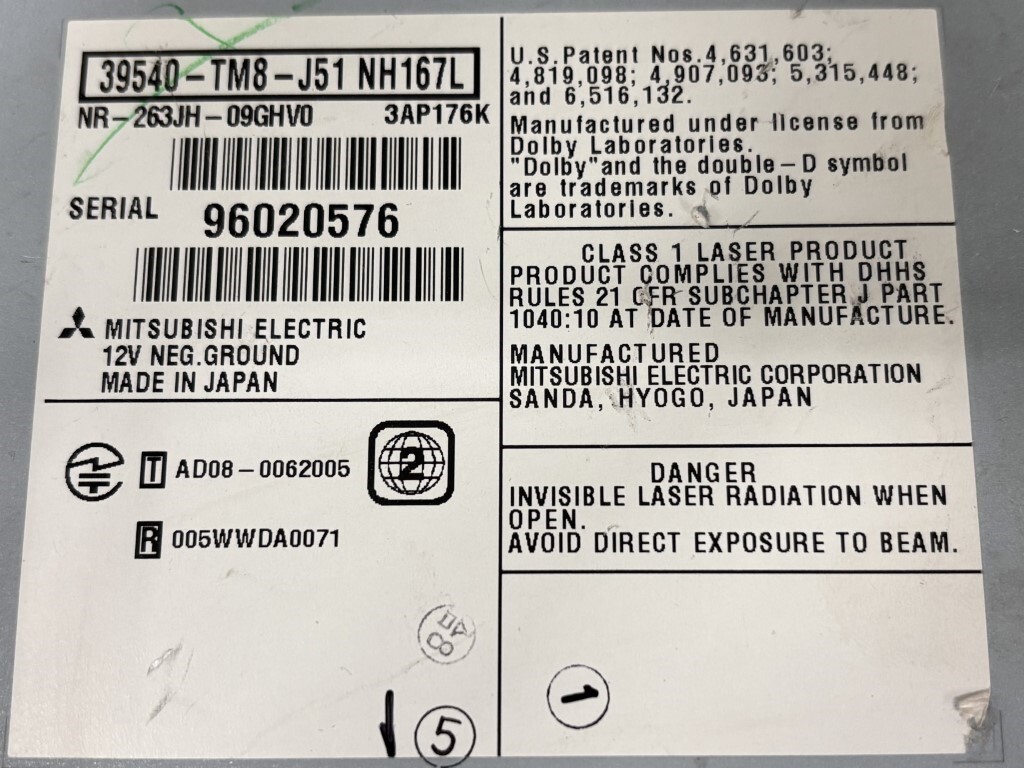 39540-TM8-J51 NH167L
NR-263JH-09GHV0 3AP176K
SERIAL 96020576
MITSUBISHI ELECTRIC
12V NEG.GROUND
MADE IN JAPAN
T AD08-0062005
2
R 005WWDA0071
8
5
U.S.Patent Nos.4,631,603;
4,819,098; 4,907,093; 5,315,448;
and 6,516,132.
Manufactured under license from
Dolby Laboratories.
"Dolby"and the double-D symbol
are trademarks of Dolby
Laboratories.
CLASS 1 LASER PRODUCT
PRODUCT COMPLIES WITH DHHS
RULES 21 CFR SUBCHAPTER J PART
1040:10 AT DATE OF MANUFACTURE.
MANUFACTURED
MITSUBISHI ELECTRIC CORPORATION
SANDA, HYOGO, JAPAN
DANGER
INVISIBLE LASER RADIATION WHEN
OPEN.
AVOID DIRECT EXPOSURE TO BEAM.
1